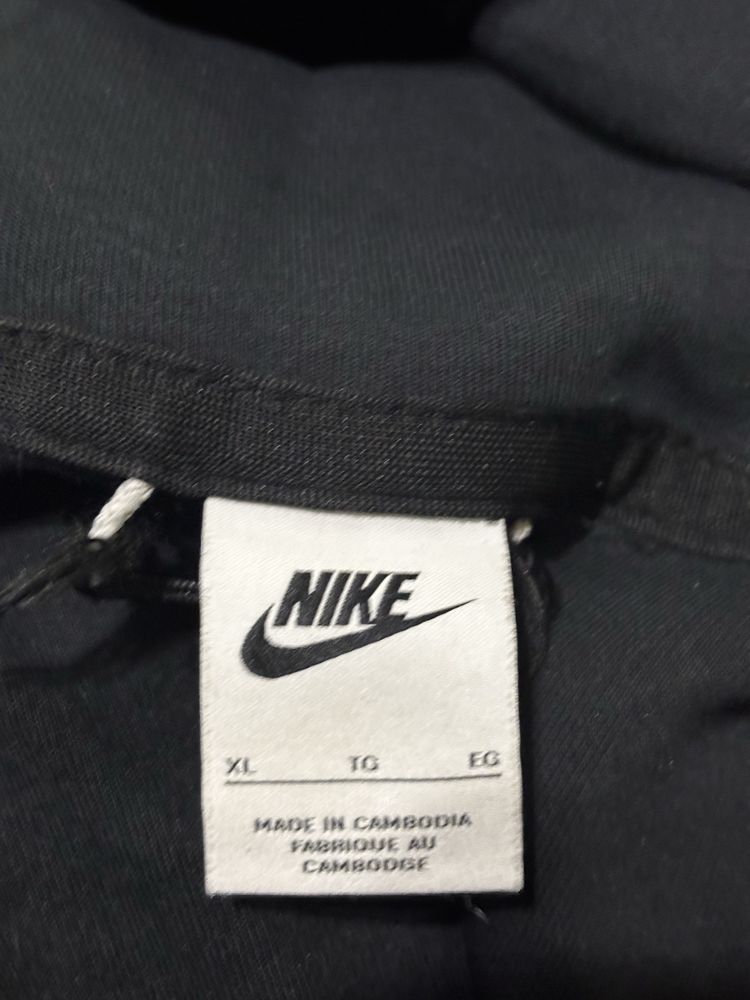 NIKE
XL TG EG
MADE IN CAMBODIA
FABRIQUE AU
CAMBODGE